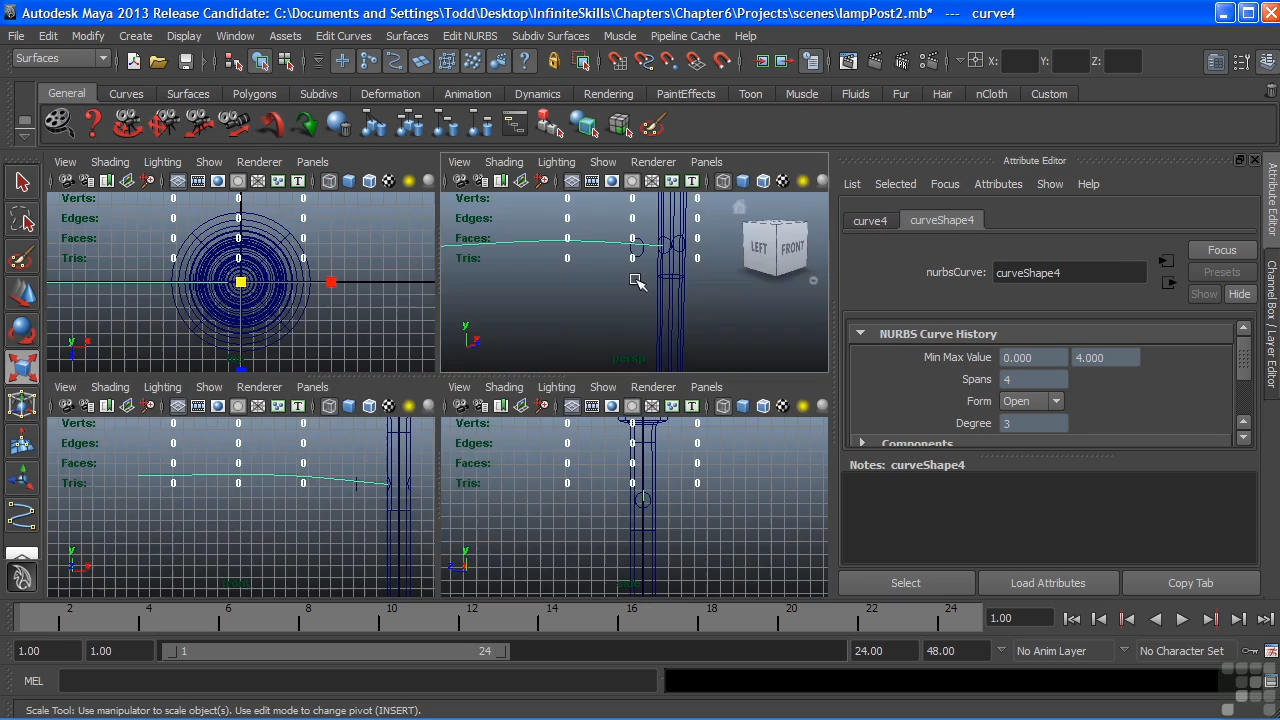 Autodesk Maya 2013 Release Candidate: C:\Documents and Settings\Todd\Desktop\InfiniteSkills\Chapters\Chapter6\Projects\scenes\lampPost2.mb* --- curve4
File Edit Modify Create Display Window Assets Edit Curves Surfaces Edit NURBS Subdiv Surfaces Muscle Pipeline Cache Help
Surfaces X: Y: Z:
General Curves Surfaces Polygons Subdivs Deformation Animation Dynamics Rendering PaintEffects Toon Muscle Fluids Fur Hair nCloth Custom
View Shading Lighting Show Renderer Panels
Verts: 0 0 0
Edges: 0 0 0
Faces: 0 0 0
Tris: 0 0 0
y x z
View Shading Lighting Show Renderer Panels
Verts: 0 0 0
Edges: 0 0 0
Faces: 0 0 0
Tris: 0 0 0
LEFT FRONT
y
persp
View Shading Lighting Show Renderer Panels
Verts: 0 0 0
Edges: 0 0 0
Faces: 0 0 0
Tris: 0 0 0
y
x
View Shading Lighting Show Renderer Panels
Verts: 0 0 0
Edges: 0 0 0
Faces: 0 0 0
Tris: 0 0 0
y
z
side
Attribute Editor
List Selected Focus Attributes Show Help
curve4 curveShape4
Focus
nurbsCurve: curveShape4
Presets
Show Hide
NURBS Curve History
Min Max Value 0.000 4.000
Spans 4
Form Open
Degree 3
Components
Notes: curveShape4
Select Load Attributes Copy Tab
Attribute Editor
Channel Box / Layer Editor
2 4 6 8 10 12 14 16 18 20 22 24
1.00
1.00 1.00 1 24 24.00 48.00 No Anim Layer No Character Set
MEL
Scale Tool: Use manipulator to scale object(s). Use edit mode to change pivot (INSERT).